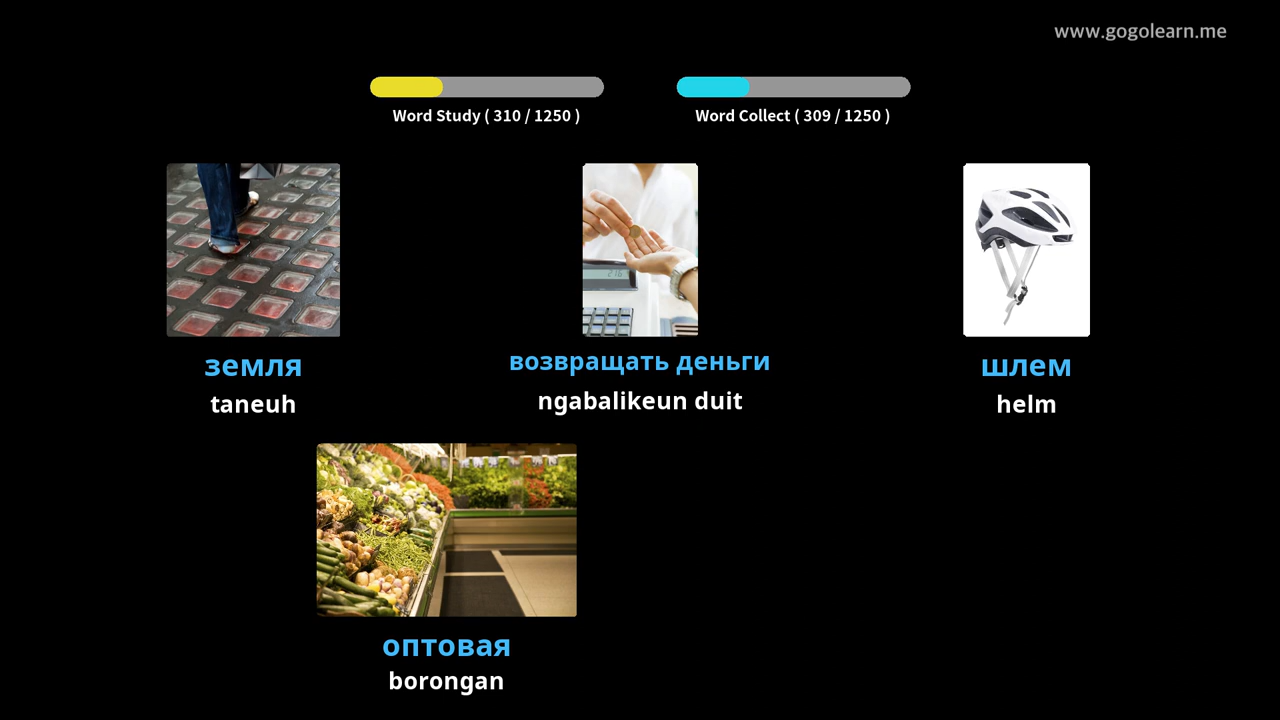 www.gogolearn.me
Word Study ( 310 / 1250 )
Word Collect ( 309 / 1250 )
земля
taneuh
возвращать деньги
ngabalikeun duit
шлем
helm
оптовая
borongan